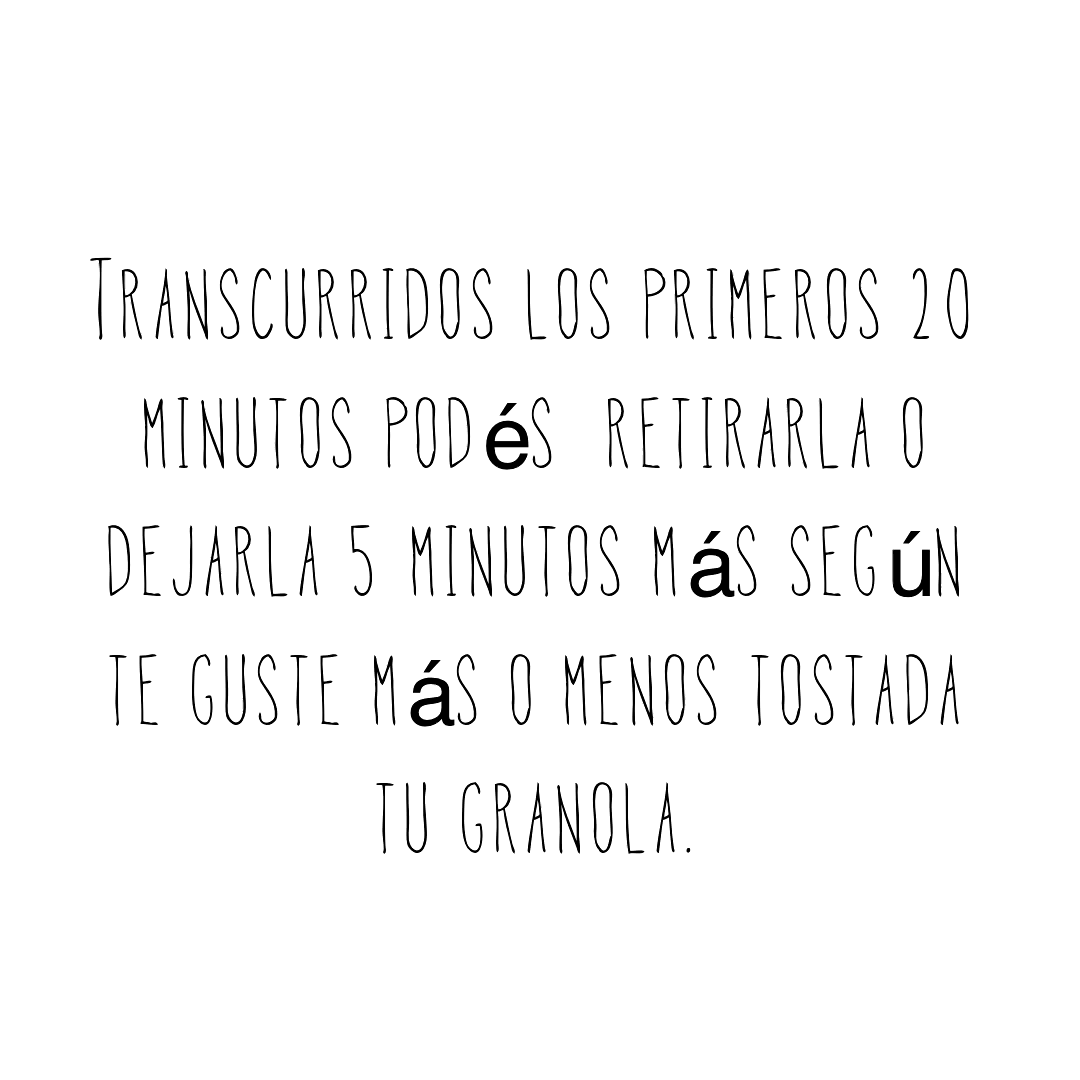 Transcurridos los primeros 20
minutos podés  retirarla o
dejarla 5 minutos más según
te guste más o menos tostada
tu granola.